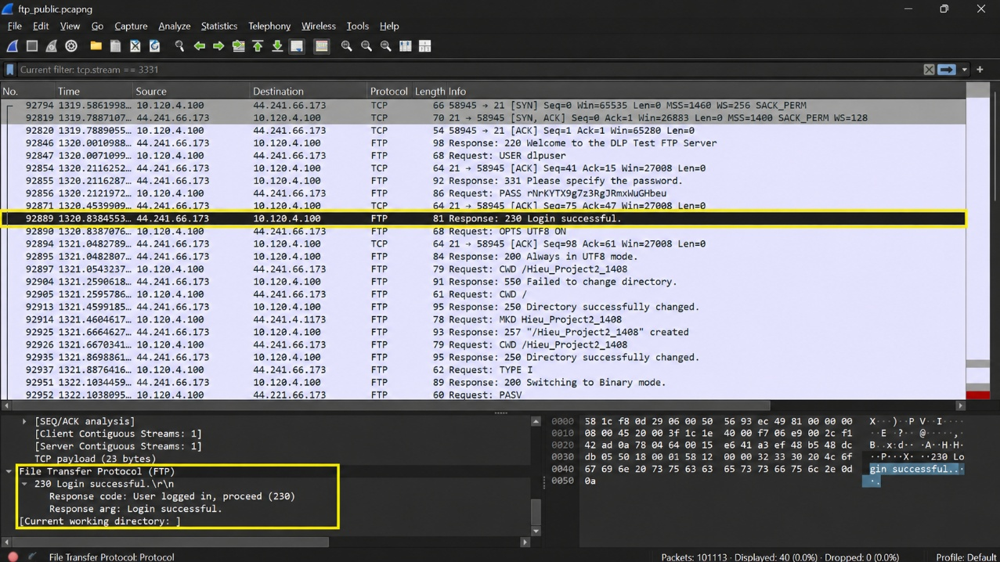 ftp_public.pcapng
File Edit View Go Capture Analyze Statistics Telephony Wireless Tools Help
Current filter: tcp.stream == 3331
No. Time Source Destination Protocol Length Info
92794 1319.5861998… 10.120.4.100 44.241.66.173 TCP 66 58945 → 21 [SYN] Seq=0 Win=65535 Len=0 MSS=1460 WS=256 SACK_PERM
92819 1319.7889107… 44.241.66.173 10.120.4.100 TCP 70 21 → 58945 [SYN, ACK] Seq=0 Ack=1 Win=26883 Len=0 MSS=1400 SACK_PERM WS=128
92820 1319.7890710… 10.120.4.100 44.241.66.173 TCP 54 58945 → 21 [ACK] Seq=1 Ack=1 Win=65280 Len=0
92846 1320.0010988… 44.241.66.173 10.120.4.100 FTP 98 Response: 220 Welcome to the DLP Test FTP Server
92847 1320.0071099… 10.120.4.100 44.241.66.173 FTP 68 Request: USER dlpuser
92854 1320.2116252… 44.241.66.173 10.120.4.100 TCP 64 21 → 58945 [ACK] Seq=41 Ack=15 Win=27008 Len=0
92855 1320.2116287… 44.241.66.173 10.120.4.100 FTP 92 Response: 331 Please specify the password.
92856 1320.2121972… 10.120.4.100 44.241.66.173 FTP 86 Request: PASS rNrKYTX9g7z3RgJRmxWuGHbeu
92871 1320.4539909… 44.241.66.173 10.120.4.100 TCP 64 21 → 58945 [ACK] Seq=75 Ack=47 Win=27008 Len=0
92889 1320.8384553… 44.241.66.173 10.120.4.100 FTP 81 Response: 230 Login successful.
92890 1320.8387076… 10.120.4.100 44.241.66.173 FTP 68 Request: OPTS UTF8 ON
92894 1321.0482789… 44.241.66.173 10.120.4.100 TCP 64 21 → 58945 [ACK] Seq=98 Ack=61 Win=27008 Len=0
92895 1321.0482807… 44.241.66.173 10.120.4.100 FTP 84 Response: 200 Always in UTF8 mode.
92897 1321.0543237… 10.120.4.100 44.241.66.173 FTP 79 Request: CWD /Hieu_Project2_1408
92904 1321.2590618… 44.241.66.173 10.120.4.100 FTP 91 Response: 550 Failed to change directory.
92905 1321.2595786… 10.120.4.100 44.241.66.173 FTP 61 Request: CWD /
92913 1321.4599185… 44.241.66.173 10.120.4.100 FTP 95 Response: 250 Directory successfully changed.
92914 1321.4604617… 10.120.4.100 44.241.4.1173 FTP 78 Request: MKD Hieu_Project2_1408
92925 1321.6664627… 44.241.66.173 10.120.4.100 FTP 93 Response: 257 "/Hieu_Project2_1408" created
92926 1321.6670341… 10.120.4.100 44.241.66.173 FTP 79 Request: CWD /Hieu_Project2_1408
92935 1321.8698861… 44.241.66.173 10.120.4.100 FTP 95 Response: 250 Directory successfully changed.
92937 1321.8876416… 10.120.4.100 44.241.66.173 FTP 62 Request: TYPE I
92951 1322.1034459… 44.241.66.173 10.120.4.100 FTP 89 Response: 200 Switching to Binary mode.
92952 1322.1038095… 10.120.4.100 44.221.66.173 FTP 60 Request: PASV
[SEQ/ACK analysis]
[Client Contiguous Streams: 1]
[Server Contiguous Streams: 1]
TCP payload (23 bytes)
File Transfer Protocol (FTP)
230 Login successful.\r\n
Response code: User logged in, proceed (230)
Response arg: Login successful.
[Current working directory: ]
0000 58 1c f8 0d 29 06 00 50 56 93 ec 49 81 00 00 00 X···)··P V··I····
0010 08 00 45 20 00 3f 1c 1e 40 00 f7 06 e9 00 2c f1
0020 42 ad 0a 78 04 64 00 15 e6 41 a3 ef 48 b5 48 dc
0030 db 05 50 18 00 01 58 12 00 00 32 33 30 20 4c 6f
0040 67 69 6e 20 73 75 63 63 65 73 73 66 75 6c 2e 0d gin successful..
0050 0a
File Transfer Protocol: Protocol
Packets: 101113 · Displayed: 40 (0.0%) · Dropped: 0 (0.0%)
Profile: Default